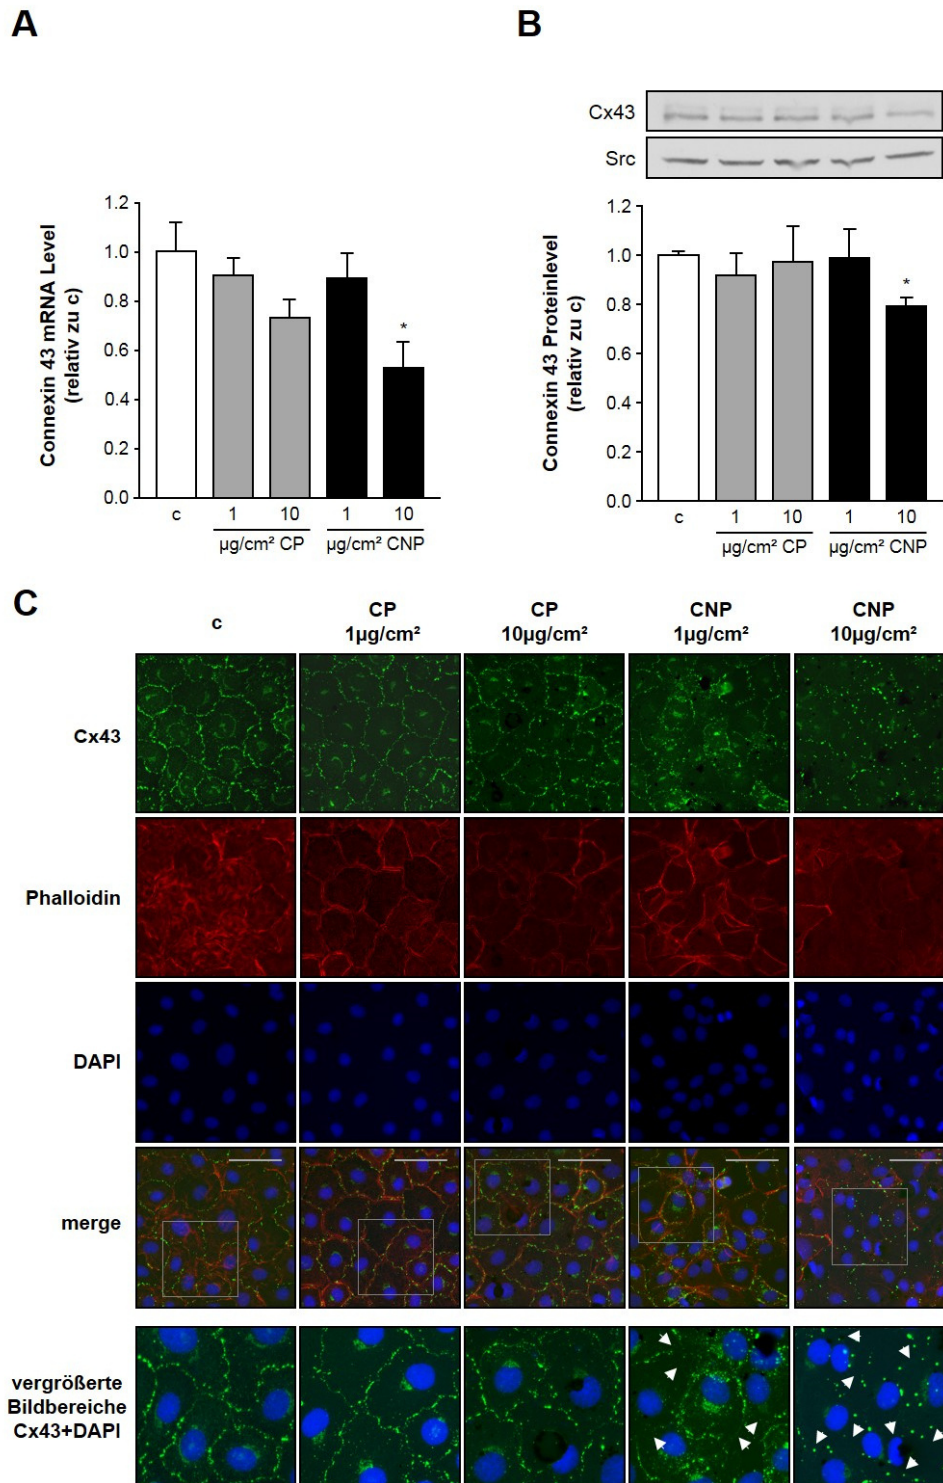 A
B
Cx43
Src
Connexin 43 mRNA Level
(relativ zu c)
1.2
1.0
0.8
0.6
0.4
0.2
0.0
*
c 1 10 1 10
µg/cm² CP µg/cm² CNP
Connexin 43 Proteinlevel
(relativ zu c)
1.2
1.0
0.8
0.6
0.4
0.2
0.0
*
c 1 10 1 10
µg/cm² CP µg/cm² CNP
C
c
CP
1µg/cm²
CP
10µg/cm²
CNP
1µg/cm²
CNP
10µg/cm²
Cx43
Phalloidin
DAPI
merge
vergrößerte
Bildbereiche
Cx43+DAPI